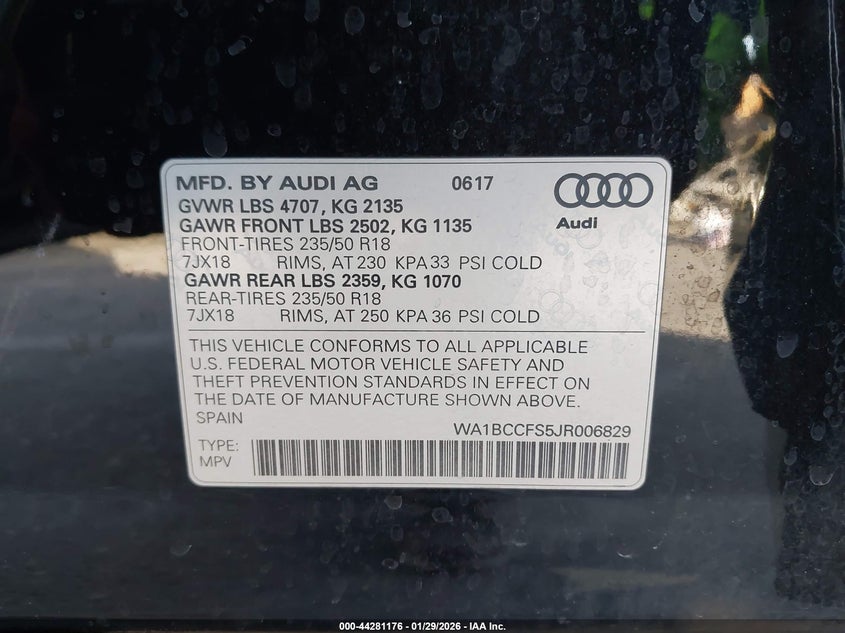 MFD. BY AUDI AG 0617
GVWR LBS 4707, KG 2135
GAWR FRONT LBS 2502, KG 1135
Audi
FRONT-TIRES 235/50 R18
7JX18 RIMS, AT 230 KPA 33 PSI COLD
GAWR REAR LBS 2359, KG 1070
REAR-TIRES 235/50 R18
7JX18 RIMS, AT 250 KPA 36 PSI COLD
THIS VEHICLE CONFORMS TO ALL APPLICABLE
U.S. FEDERAL MOTOR VEHICLE SAFETY AND
THEFT PREVENTION STANDARDS IN EFFECT ON
THE DATE OF MANUFACTURE SHOWN ABOVE.
SPAIN
WA1BCCFS5JR006829
TYPE:
MPV
000-44281176 - 01/29/2026 - IAA Inc.